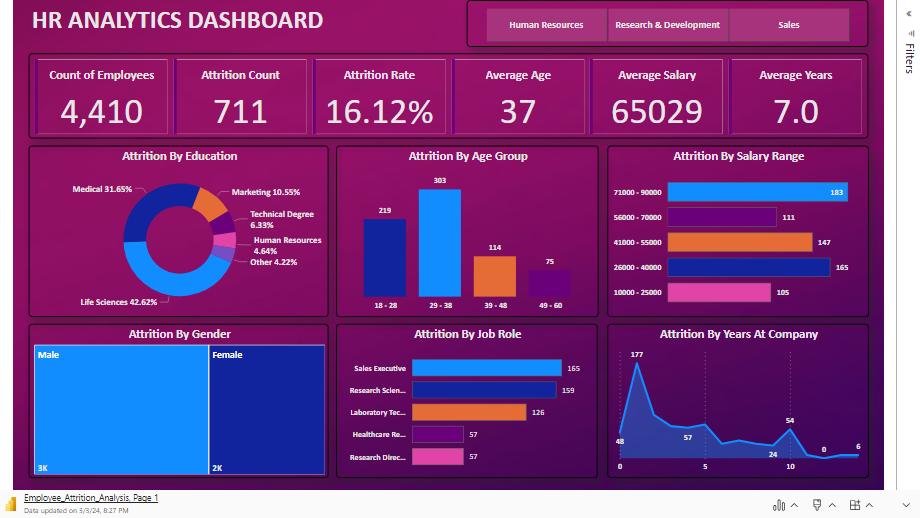 HR ANALYTICS DASHBOARD
Human Resources
Research & Development
Sales
Filters
Count of Employees
4,410
Attrition Count
711
Attrition Rate
16.12%
Average Age
37
Average Salary
65029
Average Years
7.0
Attrition By Education
Medical 31.65%
Marketing 10.55%
Technical Degree
6.33%
Human Resources
4.64%
Other 4.22%
Life Sciences 42.62%
Attrition By Age Group
219
303
114
75
18 - 28
29 - 38
39 - 48
49 - 60
Attrition By Salary Range
71000 - 90000
183
56000 - 70000
111
41000 - 55000
147
26000 - 40000
165
10000 - 25000
105
Attrition By Gender
Male
Female
3K
2K
Attrition By Job Role
Sales Executive
165
Research Scien...
159
Laboratory Tec...
126
Healthcare Re...
57
Research Direc...
57
Attrition By Years At Company
177
48
57
24
54
0
6
0
5
10
Employee_Attrition_Analysis, Page 1
Data updated on 3/3/24, 8:27 PM